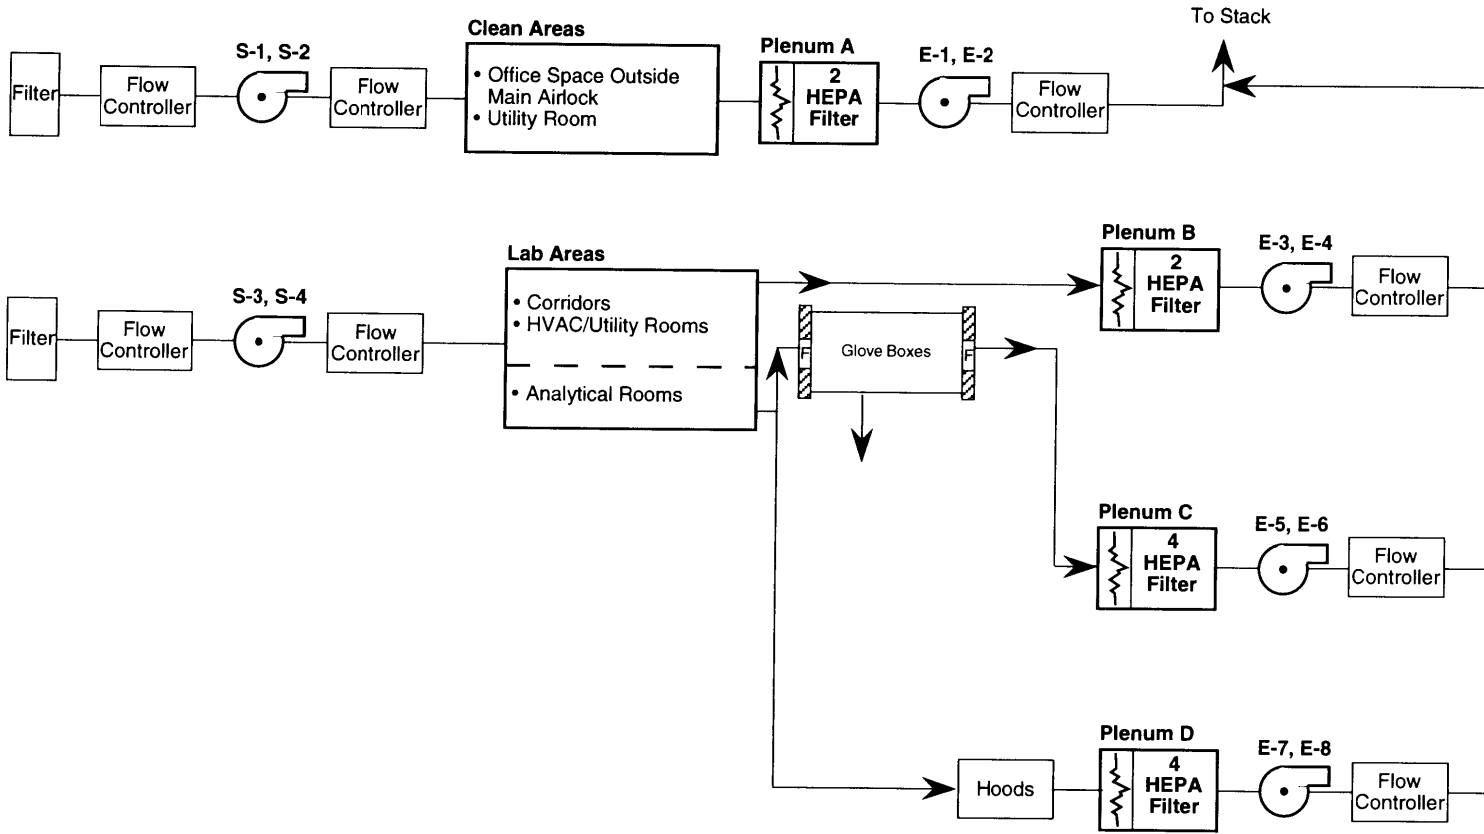 To Stack
Clean Areas
S-1, S-2
Plenum A
E-1, E-2
Filter
Flow
Controller
Flow
Controller
• Office Space Outside
Main Airlock
• Utility Room
2
HEPA
Filter
Flow
Controller
Lab Areas
Plenum B
E-3, E-4
S-3, S-4
Filter
Flow
Controller
Flow
Controller
• Corridors
• HVAC/Utility Rooms
• Analytical Rooms
F
Glove Boxes
F
2
HEPA
Filter
Flow
Controller
Plenum C
E-5, E-6
4
HEPA
Filter
Flow
Controller
Plenum D
E-7, E-8
Hoods
4
HEPA
Filter
Flow
Controller